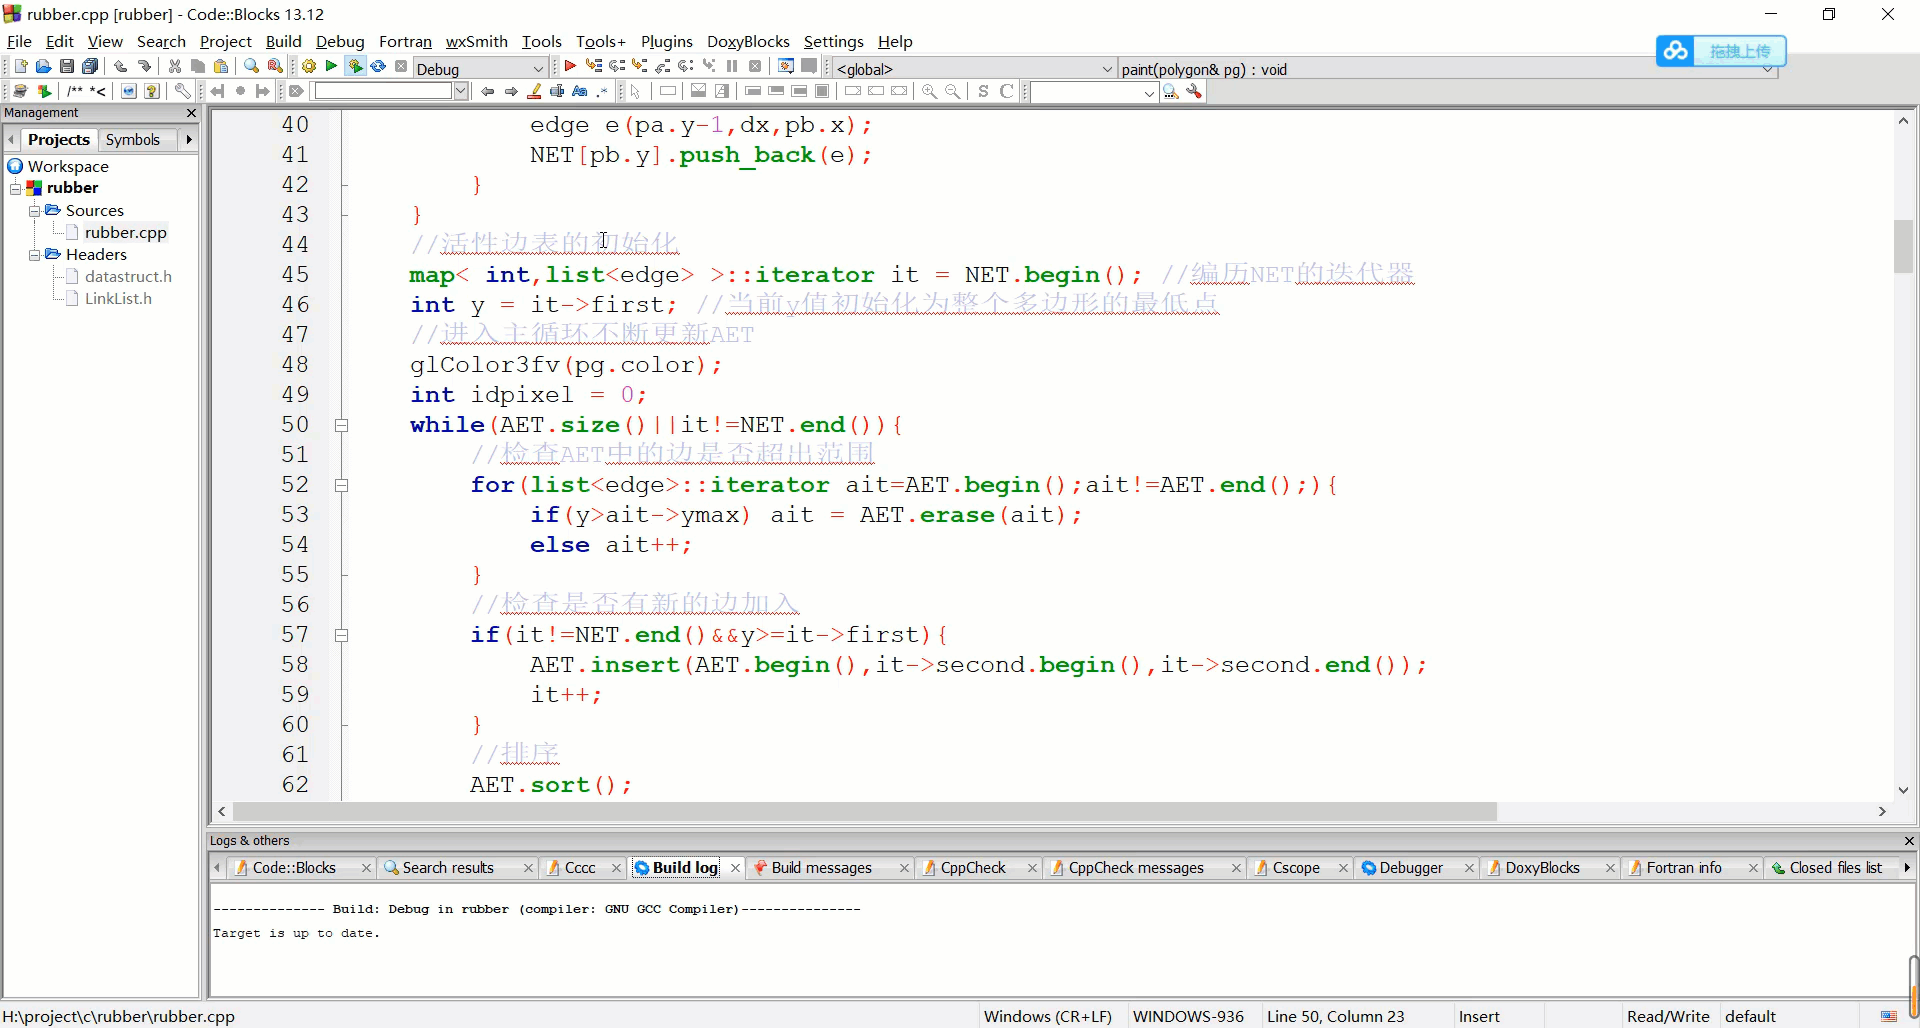 rubber.cpp [rubber] - Code::Blocks 13.12
File Edit View Search Project Build Debug Fortran wxSmith Tools Tools+ Plugins DoxyBlocks Settings Help
拖拽上传
Debug <global> paint(polygon& pg) : void
/** *<
Management
Projects Symbols
Workspace
rubber
Sources
rubber.cpp
Headers
datastruct.h
LinkList.h
40 edge e(pa.y-1,dx,pb.x);
41 NET[pb.y].push_back(e);
42 }
43 }
44 //活性边表的初始化
45 map< int,list<edge> >::iterator it = NET.begin(); //编历NET的迭代器
46 int y = it->first; //当前y值初始化为整个多边形的最低点
47 //进入主循环不断更新AET
48 glColor3fv(pg.color);
49 int idpixel = 0;
50 while(AET.size()||it!=NET.end()){
51 //检查AET中的边是否超出范围
52 for(list<edge>::iterator ait=AET.begin();ait!=AET.end();){
53 if(y>ait->ymax) ait = AET.erase(ait);
54 else ait++;
55 }
56 //检查是否有新的边加入
57 if(it!=NET.end()&&y>=it->first){
58 AET.insert(AET.begin(),it->second.begin(),it->second.end());
59 it++;
60 }
61 //排序
62 AET.sort();
Logs & others
Code::Blocks Search results Cccc Build log Build messages CppCheck CppCheck messages Cscope Debugger DoxyBlocks Fortran info Closed files list
-------------- Build: Debug in rubber (compiler: GNU GCC Compiler)---------------
Target is up to date.
H:\project\c\rubber\rubber.cpp Windows (CR+LF) WINDOWS-936 Line 50, Column 23 Insert Read/Write default